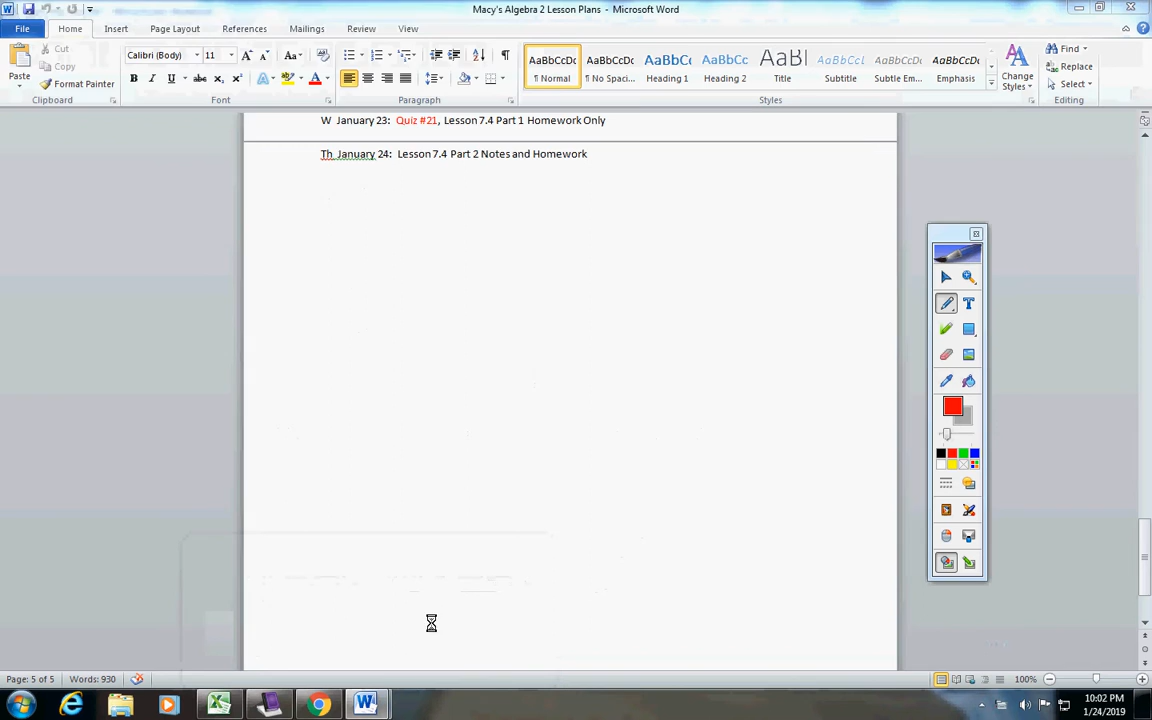 Macy's Algebra 2 Lesson Plans - Microsoft Word
File Home Insert Page Layout References Mailings Review View
Paste Cut Copy Format Painter
Calibri (Body) 11
AaBbCcDc AaBbCcDc AaBbCc AaBbCc AaBl AaBbCcL AaBbCcDc AaBbCcDc
¶ Normal ¶ No Spaci... Heading 1 Heading 2 Title Subtitle Subtle Em... Emphasis
Change Styles
Find Replace Select
Clipboard Font Paragraph Styles Editing
W January 23: Quiz #21, Lesson 7.4 Part 1 Homework Only
Th January 24: Lesson 7.4 Part 2 Notes and Homework
Page: 5 of 5 Words: 930 100%
10:02 PM
1/24/2019